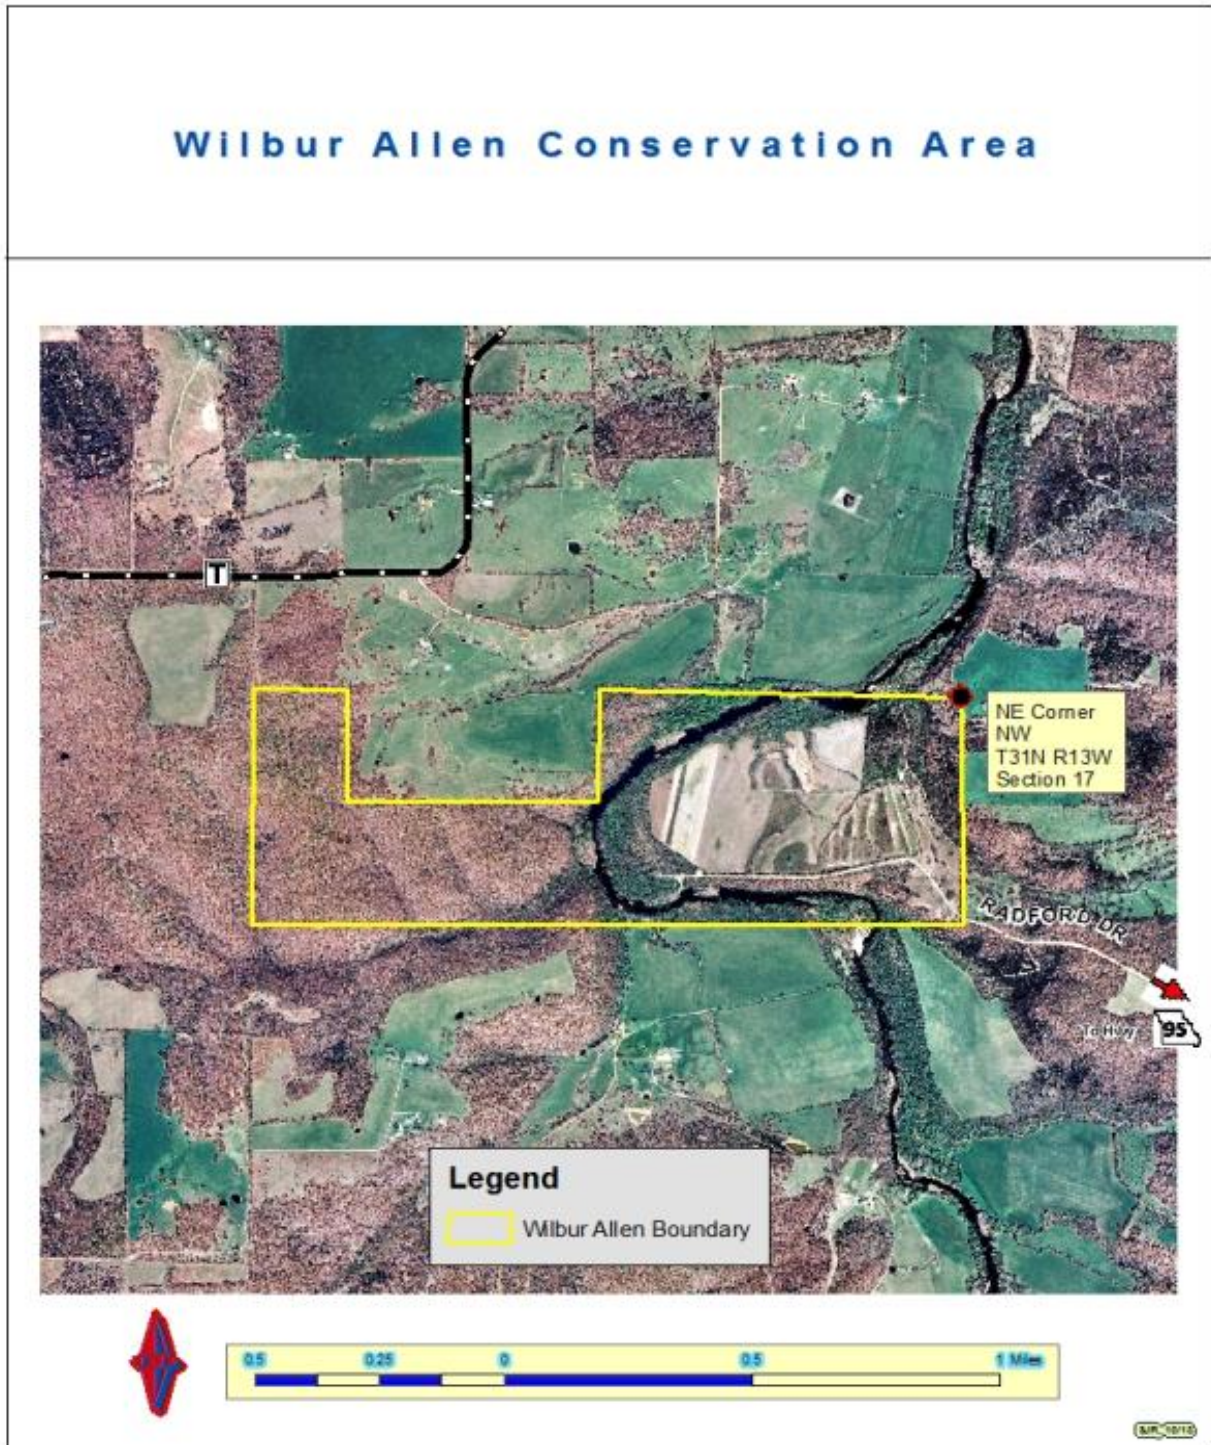 Wilbur Allen Conservation Area
T
NE Corner
NW
T31N R13W
Section 17
RADFORD DR
To Hwy
95
Legend
Wilbur Allen Boundary
0.5 0.25 0 0.5 1 Miles